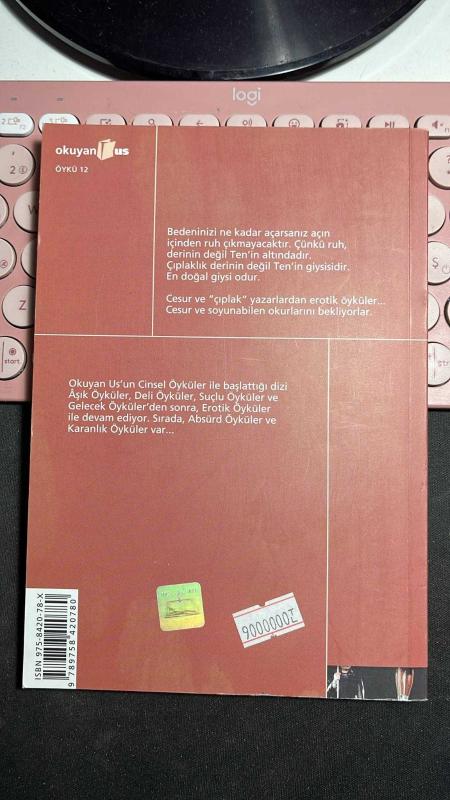 logi
okuyan us
ÖYKÜ 12
Bedeninizi ne kadar açarsanız açın
içinden ruh çıkmayacaktır. Çünkü ruh,
derinin değil Ten'in altındadır.
Çıplaklık derinin değil Ten'in giysisidir.
En doğal giysi odur.
Cesur ve "çıplak" yazarlardan erotik öyküler...
Cesur ve soyunabilen okurlarını bekliyorlar.
Okuyan Us'un Cinsel Öyküler ile başlattığı dizi
Âşık Öyküler, Deli Öyküler, Suçlu Öyküler ve
Gelecek Öyküler'den sonra, Erotik Öyküler
ile devam ediyor. Sırada, Absürd Öyküler ve
Karanlık Öyküler var...
ISBN 975-8420-78-X
9 789758 420780
9000000T
2
Z
Ş
start